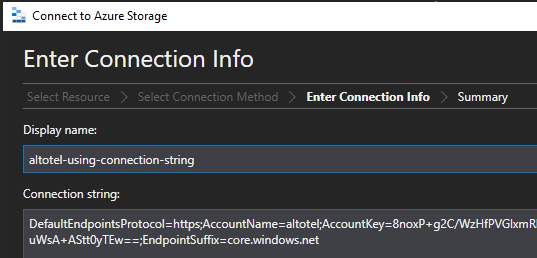 Connect to Azure Storage
Enter Connection Info
Select Resource > Select Connection Method > Enter Connection Info > Summary
Display name:
altotel-using-connection-string
Connection string:
DefaultEndpointsProtocol=https;AccountName=altotel;AccountKey=8noxP+g2C/WzHfPVGlxmR
uWsA+AStt0yTEw==;EndpointSuffix=core.windows.net